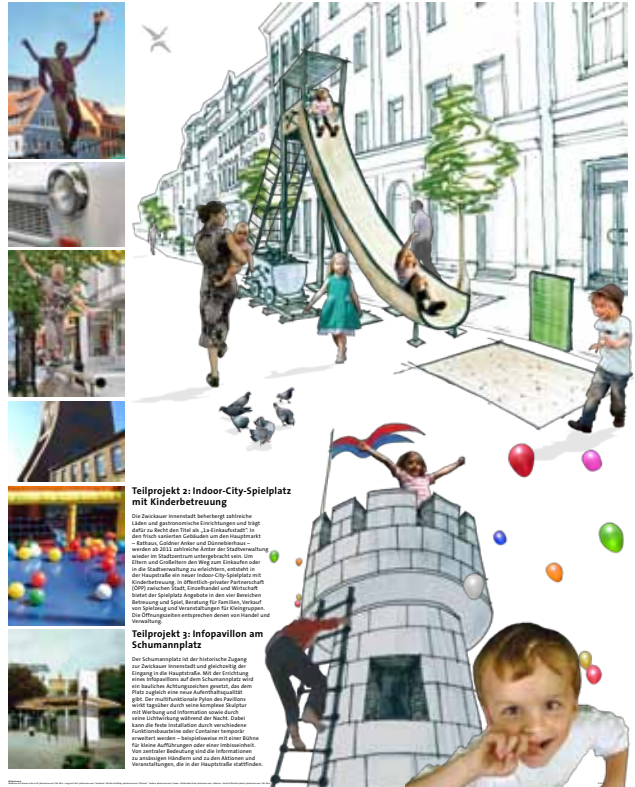 Teilprojekt 2: Indoor-City-Spielplatz
mit Kinderbetreuung
Die Zwickauer Innenstadt beherbergt zahlreiche
Läden und gastronomische Einrichtungen und trägt
dafür zu Recht den Titel als „1a-Einkaufsstadt“. In
den frisch sanierten Gebäuden um den Hauptmarkt
– Rathaus, Goldner Anker und Dünnebierhaus –
werden ab 2011 zahlreiche Ämter der Stadtverwaltung
wieder im Stadtzentrum untergebracht sein. Um
Eltern und Großeltern den Weg zum Einkaufen oder
in die Stadtverwaltung zu erleichtern, entsteht in
der Hauptstraße ein neuer Indoor-City-Spielplatz mit
Kinderbetreuung. In öffentlich-privater Partnerschaft
(ÖPP) zwischen Stadt, Einzelhandel und Wirtschaft
bietet der Spielplatz Angebote in den vier Bereichen
Betreuung und Spiel, Beratung für Familien, Verkauf
von Spielzeug und Veranstaltungen für Kleingruppen.
Die Öffnungszeiten entsprechen denen von Handel und
Verwaltung.
Teilprojekt 3: Infopavillon am
Schumannplatz
Der Schumannplatz ist der historische Zugang
zur Zwickauer Innenstadt und gleichzeitig der
Eingang in die Hauptstraße. Mit der Errichtung
eines Infopavillons auf dem Schumannplatz wird
ein bauliches Achtungszeichen gesetzt, das dem
Platz zugleich eine neue Aufenthaltsqualität
gibt. Der multifunktionale Pylon des Pavillons
wirkt tagsüber durch seine komplexe Skulptur
mit Werbung und Information sowie durch
seine Lichtwirkung während der Nacht. Dabei
kann die feste Installation durch verschiedene
Funktionsbausteine oder Container temporär
erweitert werden – beispielsweise mit einer Bühne
für kleine Aufführungen oder einer Imbisseinheit.
Von zentraler Bedeutung sind die Informationen
zu ansässigen Händlern und zu den Aktionen und
Veranstaltungen, die in der Hauptstraße stattfinden.